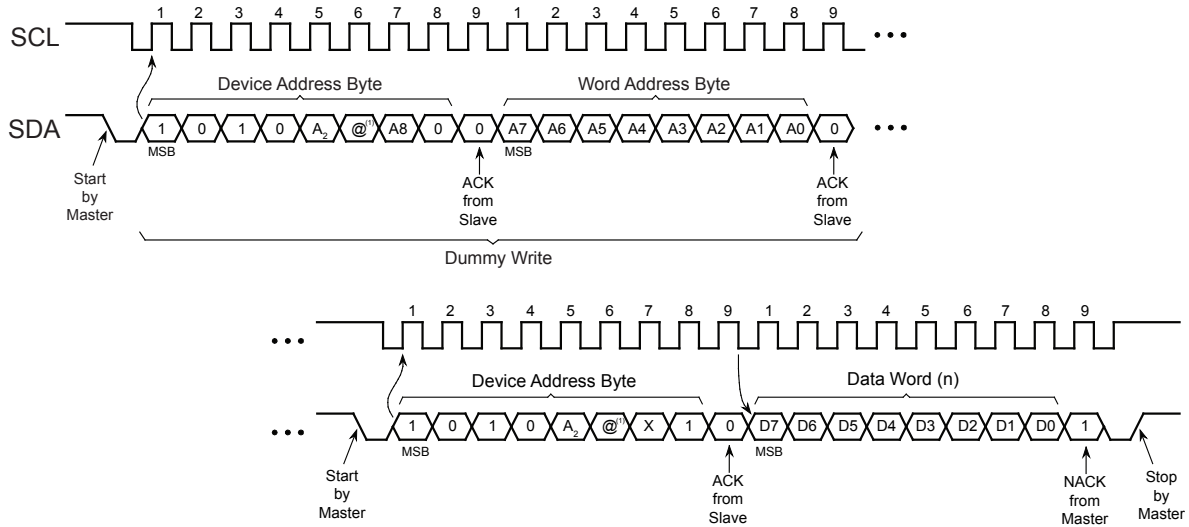 1 2 3 4 5 6 7 8 9 1 2 3 4 5 6 7 8 9
SCL
Device Address Byte Word Address Byte
SDA 1 0 1 0 A2 @(1) A8 0 0 A7 A6 A5 A4 A3 A2 A1 A0 0
MSB MSB
Start by Master
ACK from Slave
ACK from Slave
Dummy Write
1 2 3 4 5 6 7 8 9 1 2 3 4 5 6 7 8 9
Device Address Byte Data Word (n)
1 0 1 0 A2 @(1) X 1 0 D7 D6 D5 D4 D3 D2 D1 D0 1
MSB MSB
Start by Master
ACK from Slave
NACK from Master
Stop by Master